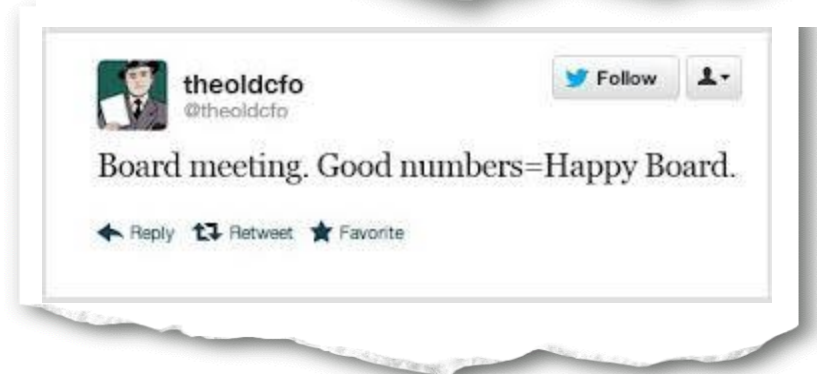 theoldcfo
Follow
@theoldcfo
Board meeting. Good numbers=Happy Board.
Reply Retweet Favorite